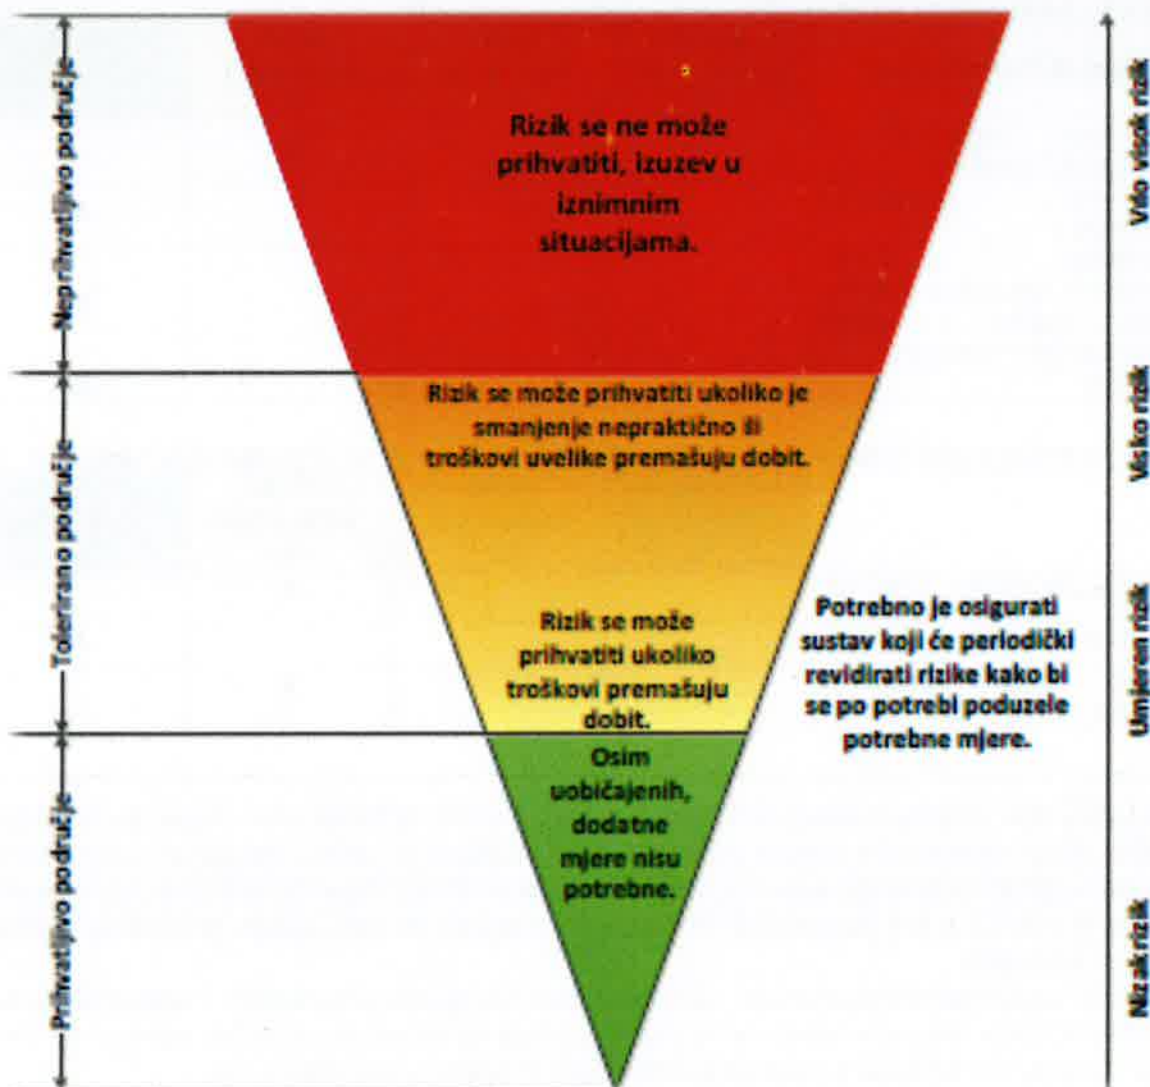 Neprihvatljivo područje
Tolerirano područje
Prihvatljivo područje
Rizik se ne može
prihvatiti, izuzev u
iznimnim
situacijama.
Rizik se može prihvatiti ukoliko je
smanjenje nepraktično ili
troškovi uvelike premašuju dobit.
Rizik se može
prihvatiti ukoliko
troškovi premašuju
dobit.
Osim
uobičajenih,
dodatne
mjere nisu
potrebne.
Potrebno je osigurati
sustav koji će periodički
revidirati rizike kako bi
se po potrebi poduzele
potrebne mjere.
Vilo visok rizik
Visko rizik
Umjeren rizik
Nizak rizik